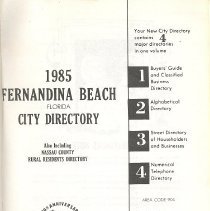 1985
FERNANDINA BEACH
FLORIDA
CITY DIRECTORY
Also Including
NASSAU COUNTY
RURAL RESIDENTS DIRECTORY
ANNIVERSARY
Your New City Directory
contains 4
major directories
in one volume
1 Buyers' Guide
and Classified
Business
Directory
2 Alphabetical
Directory
3 Street Directory
of Householders
and Businesses
4 Numerical
Telephone
Directory
AREA CODE 904